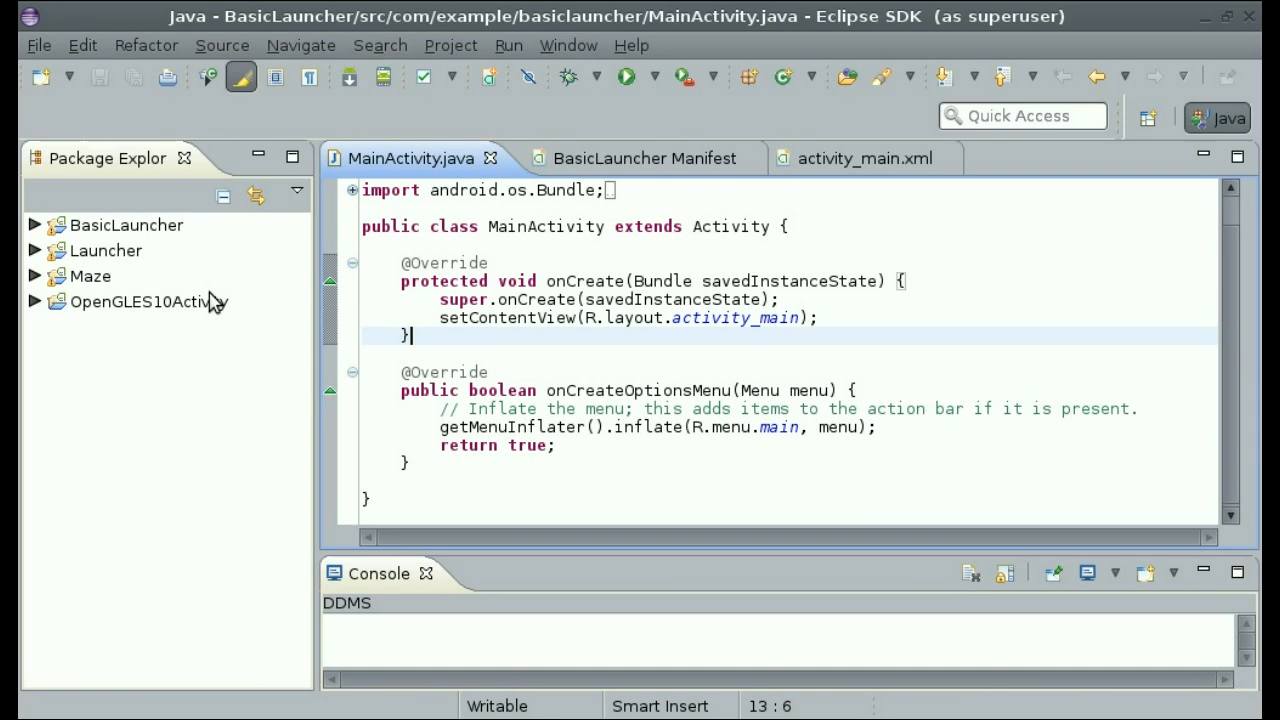 Java - BasicLauncher/src/com/example/basiclauncher/MainActivity.java - Eclipse SDK (as superuser)
File Edit Refactor Source Navigate Search Project Run Window Help
Quick Access
Java
Package Explor
BasicLauncher
Launcher
Maze
OpenGLES10Activity
MainActivity.java
BasicLauncher Manifest
activity_main.xml
import android.os.Bundle;
public class MainActivity extends Activity {
@Override
protected void onCreate(Bundle savedInstanceState) {
super.onCreate(savedInstanceState);
setContentView(R.layout.activity_main);
}
@Override
public boolean onCreateOptionsMenu(Menu menu) {
// Inflate the menu; this adds items to the action bar if it is present.
getMenuInflater().inflate(R.menu.main, menu);
return true;
}
}
Console
DDMS
Writable
Smart Insert
13 : 6